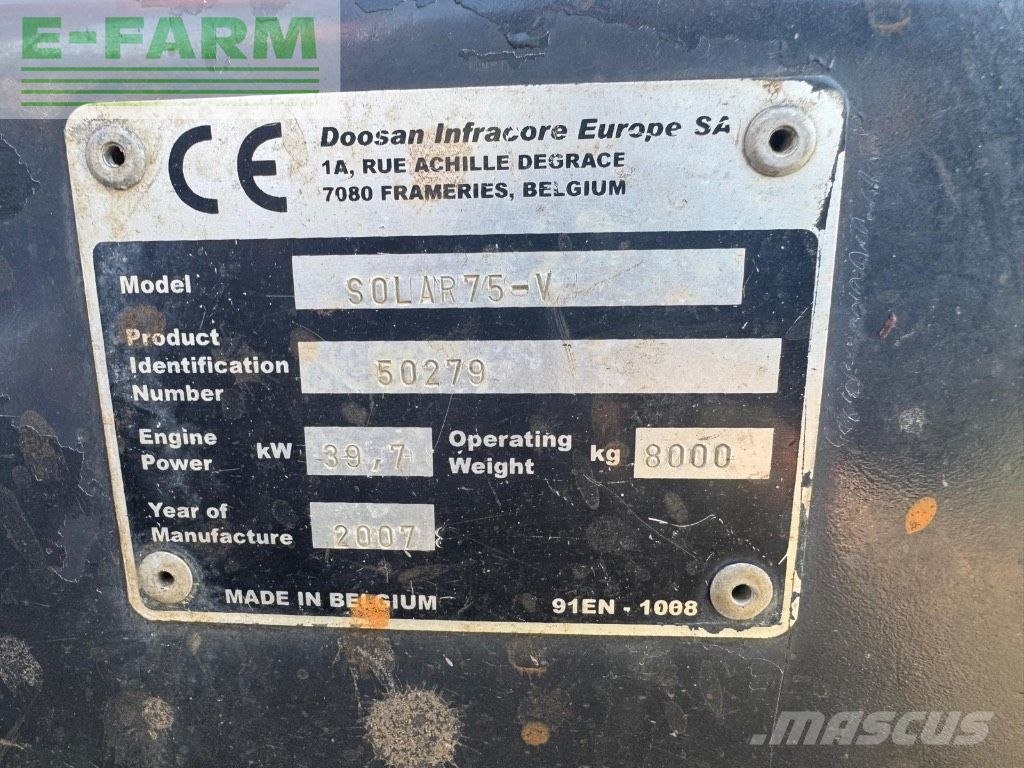 E-FARM
CE
Doosan Infracore Europe SA
1A, RUE ACHILLE DEGRACE
7080 FRAMERIES, BELGIUM
Model SOLAR75-V
Product Identification Number 50279
Engine Power kW 39,7 Operating Weight kg 8000
Year of Manufacture 2007
MADE IN BELGIUM 91EN - 1008
MASCUS